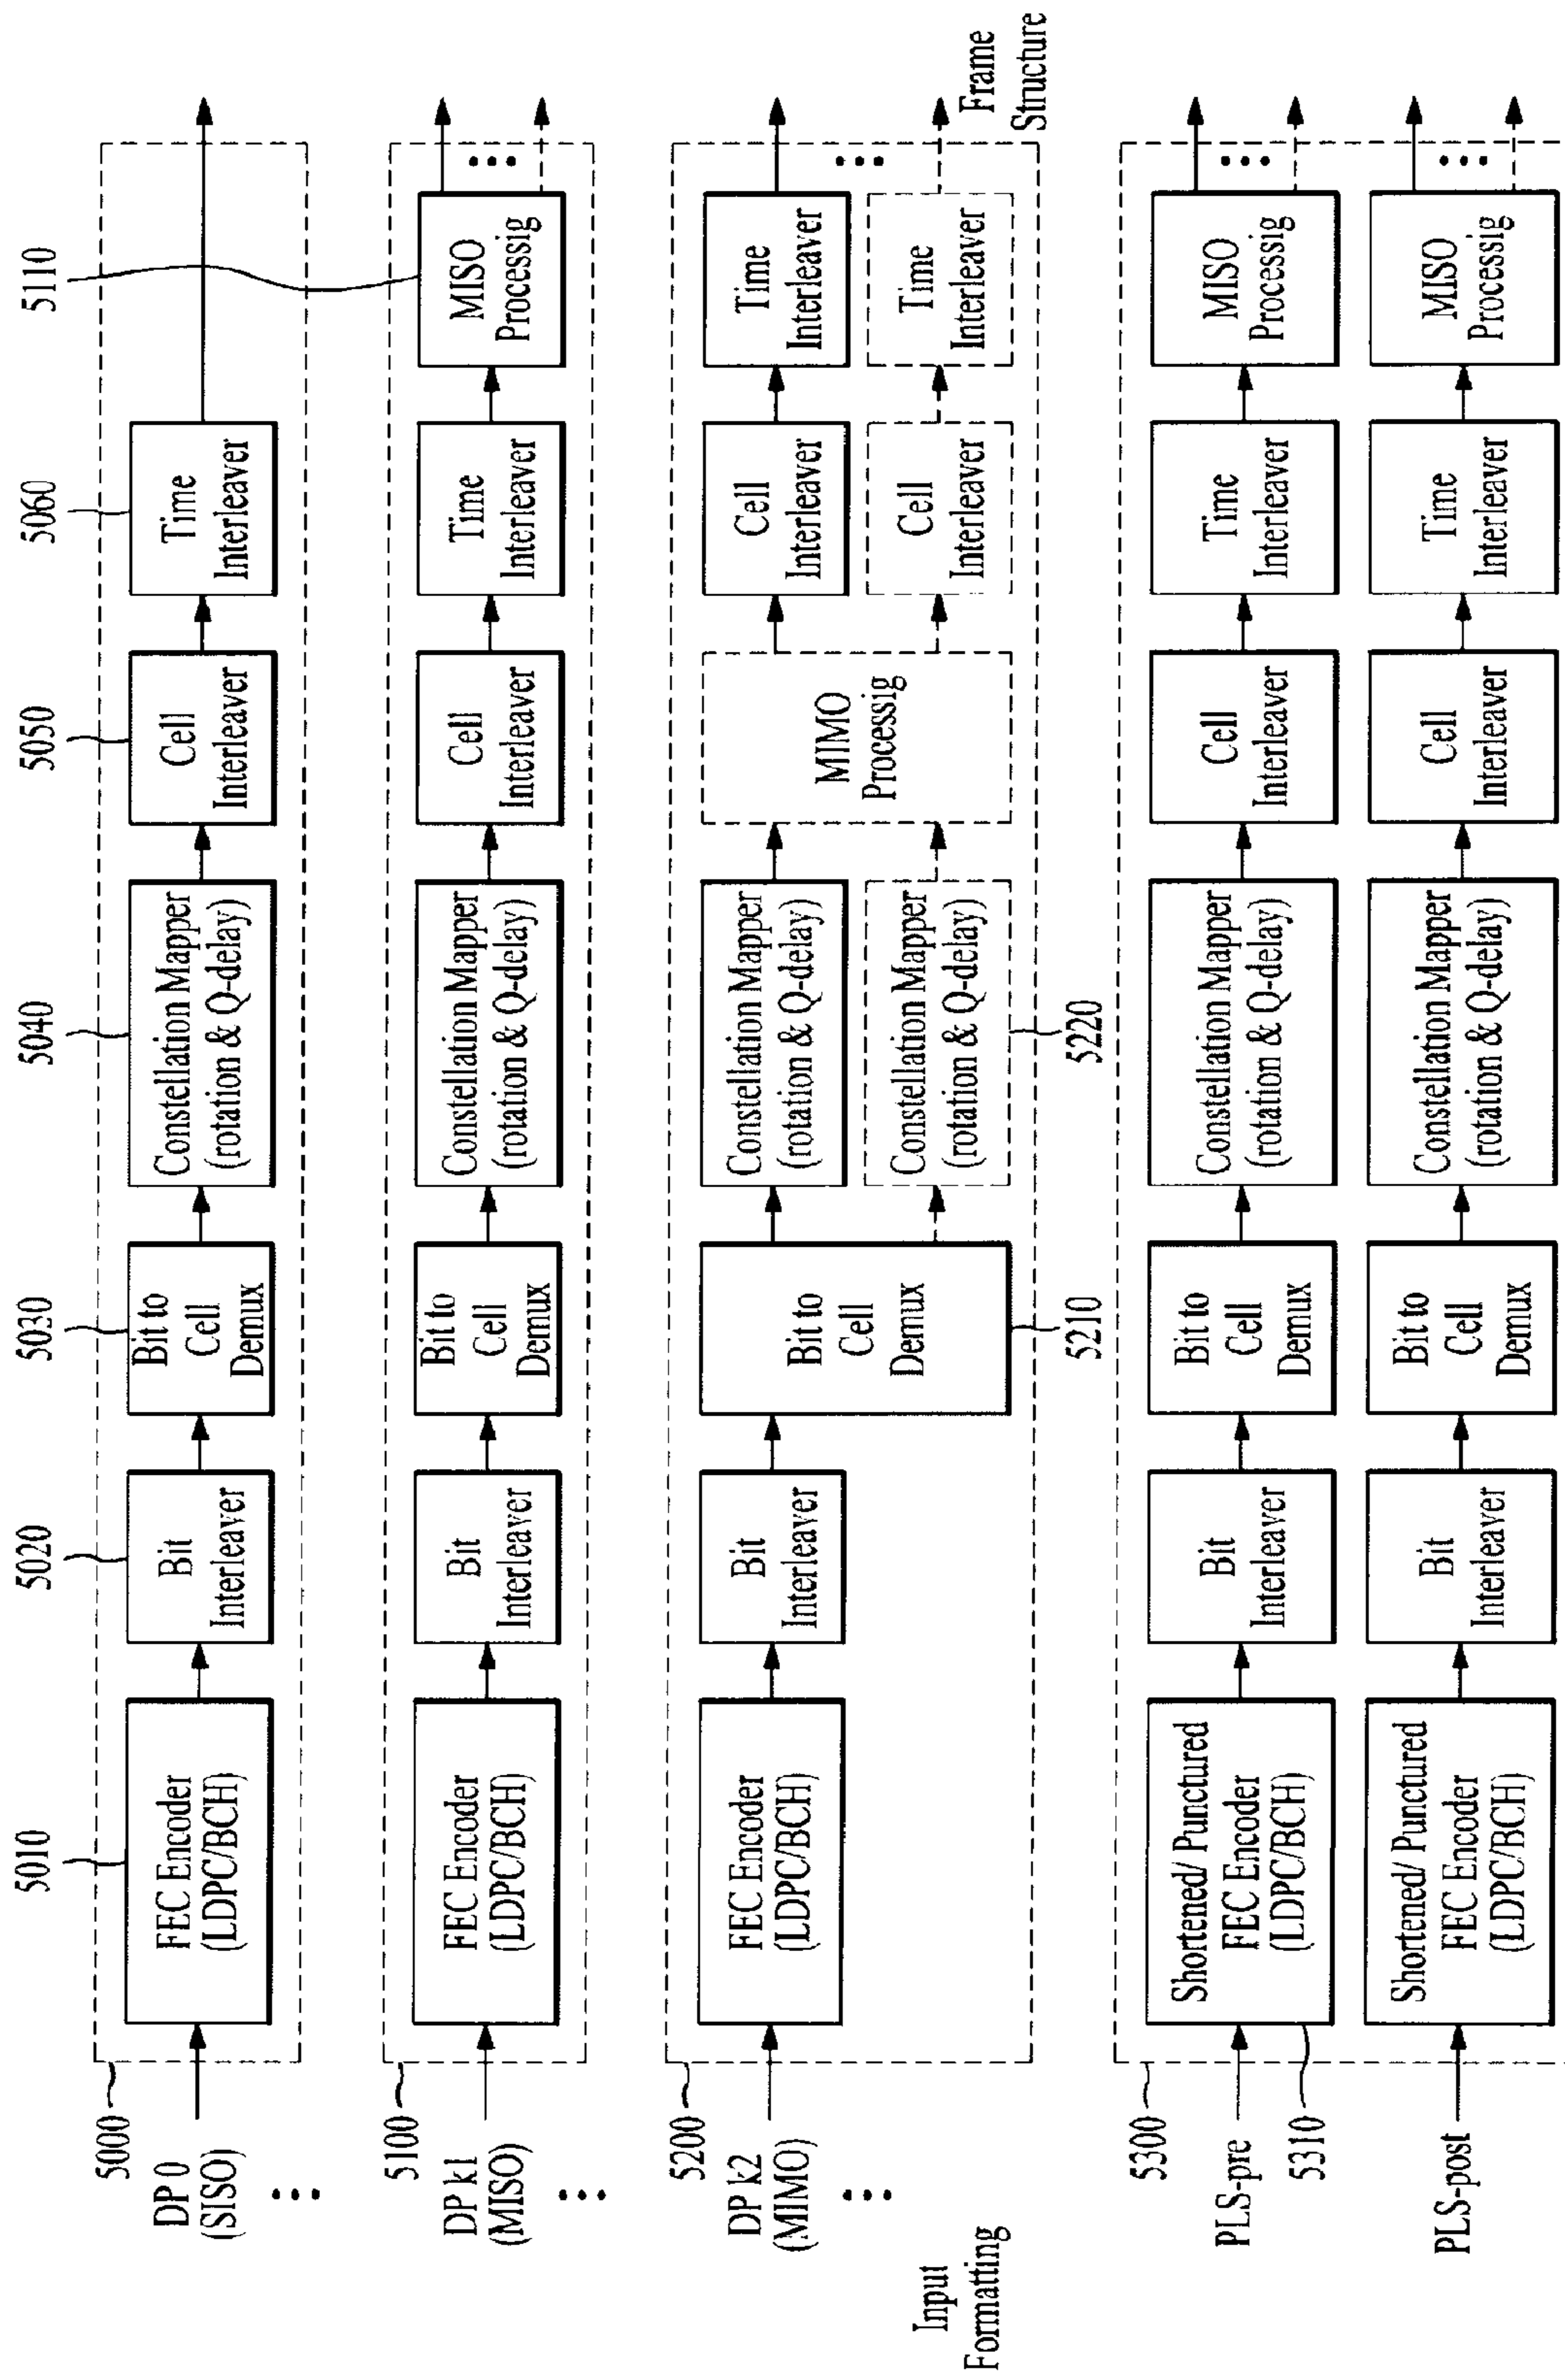 5010
5020
5030
5040
5050
5060
5110
5000
DP 0
(SISO)
FEC Encoder
(LDPC/BCH)
Bit
Interleaver
Bit to
Cell
Demux
Constellation Mapper
(rotation & Q-delay)
Cell
Interleaver
Time
Interleaver
5100
DP k1
(MISO)
FEC Encoder
(LDPC/BCH)
Bit
Interleaver
Bit to
Cell
Demux
Constellation Mapper
(rotation & Q-delay)
Cell
Interleaver
Time
Interleaver
MISO
Processig
5200
DP k2
(MIMO)
FEC Encoder
(LDPC/BCH)
Bit
Interleaver
Bit to
Cell
Demux
Constellation Mapper
(rotation & Q-delay)
Constellation Mapper
(rotation & Q-delay)
MIMO
Processig
Cell
Interleaver
Time
Interleaver
Cell
Interleaver
Time
Interleaver
5210
5220
Input
Formatting
Frame
Structure
5300
PLS-pre
5310
Shortened/ Punctured
FEC Encoder
(LDPC/BCH)
Bit
Interleaver
Bit to
Cell
Demux
Constellation Mapper
(rotation & Q-delay)
Cell
Interleaver
Time
Interleaver
MISO
Processig
PLS-post
Shortened/ Punctured
FEC Encoder
(LDPC/BCH)
Bit
Interleaver
Bit to
Cell
Demux
Constellation Mapper
(rotation & Q-delay)
Cell
Interleaver
Time
Interleaver
MISO
Processig